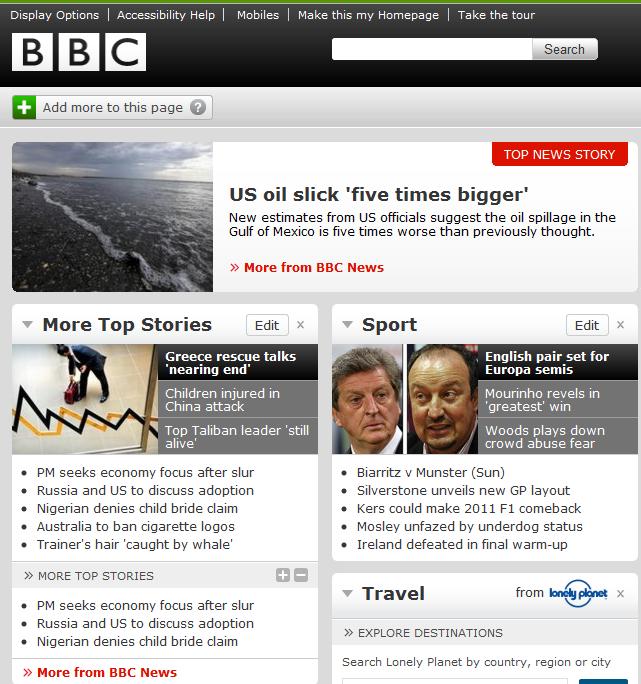 Display Options | Accessibility Help | Mobiles | Make this my Homepage | Take the tour
BBC
Search
Add more to this page ?
TOP NEWS STORY
US oil slick 'five times bigger'
New estimates from US officials suggest the oil spillage in the
Gulf of Mexico is five times worse than previously thought.
» More from BBC News
More Top Stories
Edit x
Greece rescue talks
'nearing end'
Children injured in
China attack
Top Taliban leader 'still
alive'
PM seeks economy focus after slur
Russia and US to discuss adoption
Nigerian denies child bride claim
Australia to ban cigarette logos
Trainer's hair 'caught by whale'
» MORE TOP STORIES
PM seeks economy focus after slur
Russia and US to discuss adoption
Nigerian denies child bride claim
» More from BBC News
Sport
Edit x
English pair set for
Europa semis
Mourinho revels in
'greatest' win
Woods plays down
crowd abuse fear
Biarritz v Munster (Sun)
Silverstone unveils new GP layout
Kers could make 2011 F1 comeback
Mosley unfazed by underdog status
Ireland defeated in final warm-up
Travel
from lonely planet x
» EXPLORE DESTINATIONS
Search Lonely Planet by country, region or city